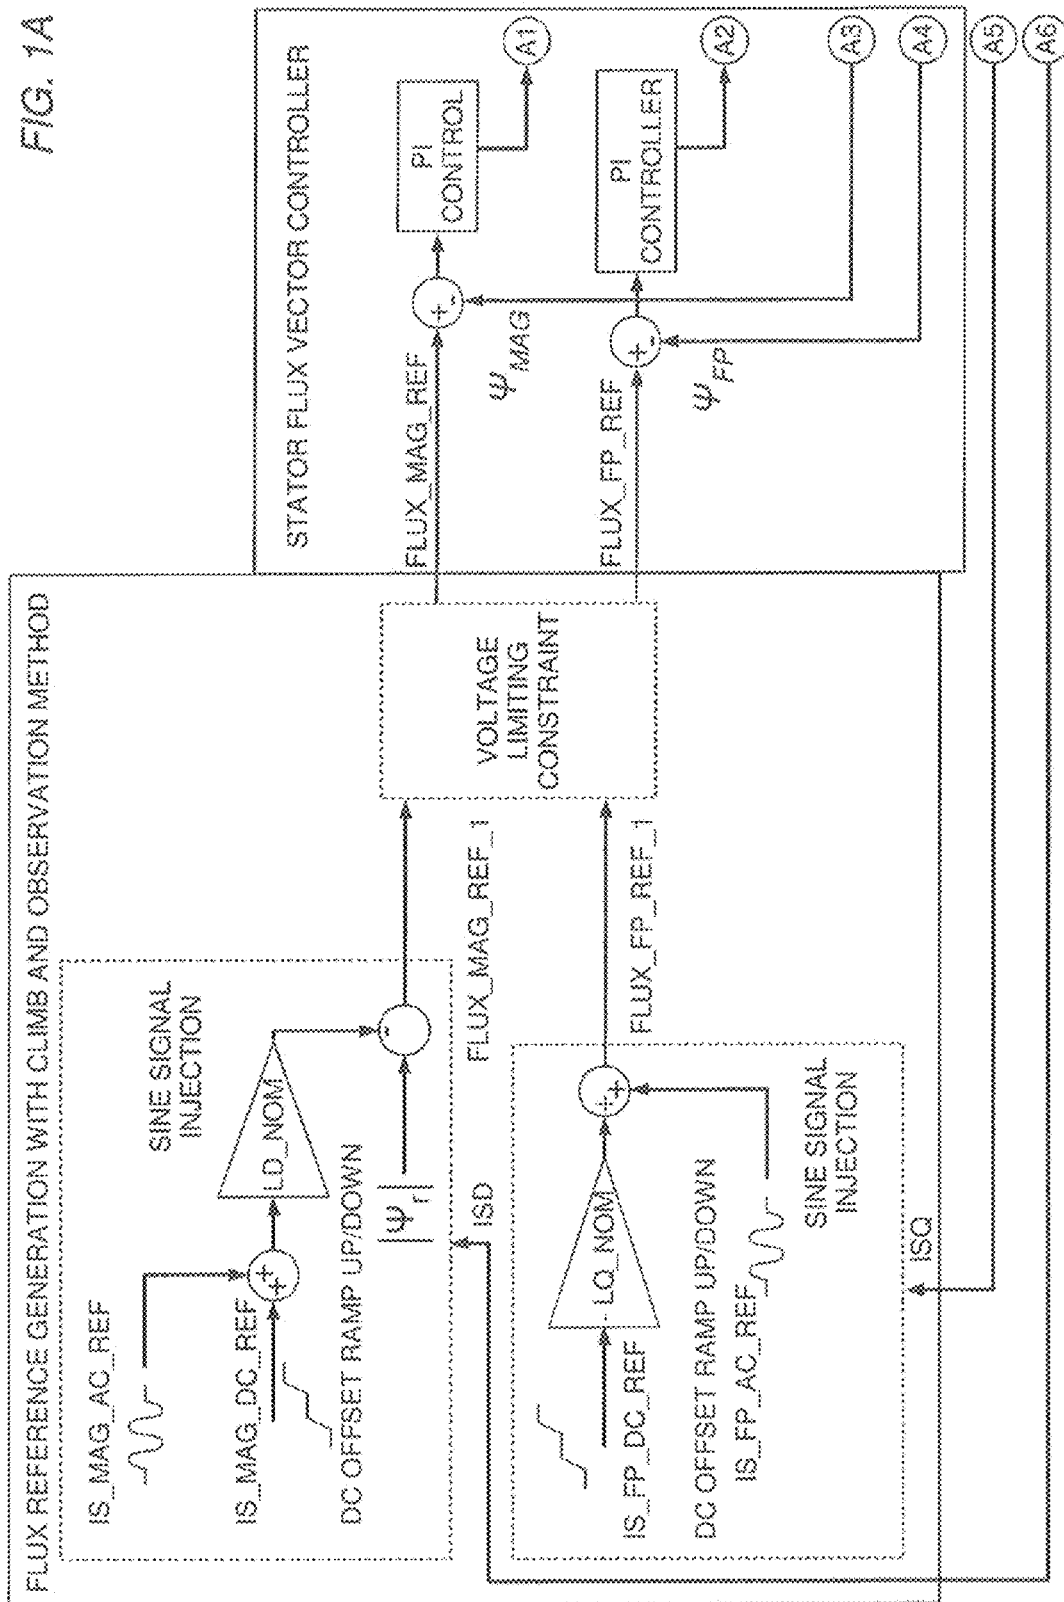 FIG. 1A
FLUX REFERENCE GENERATION WITH CLIMB AND OBSERVATION METHOD
IS_MAG_AC_REF
SINE SIGNAL
INJECTION
IS_MAG_DC_REF
+
+
LD_NOM
DC OFFSET RAMP UP/DOWN
|Ψr|
-
FLUX_MAG_REF_1
ISD
IS_FP_DC_REF
LQ_NOM
+
+
FLUX_FP_REF_1
DC OFFSET RAMP UP/DOWN
IS_FP_AC_REF
SINE SIGNAL
INJECTION
ISQ
VOLTAGE
LIMITING
CONSTRAINT
STATOR FLUX VECTOR CONTROLLER
FLUX_MAG_REF
+
-
ΨMAG
PI
CONTROL
FLUX_FP_REF
+
-
ΨFP
PI
CONTROLLER
A1
A2
A3
A4
A5
A6